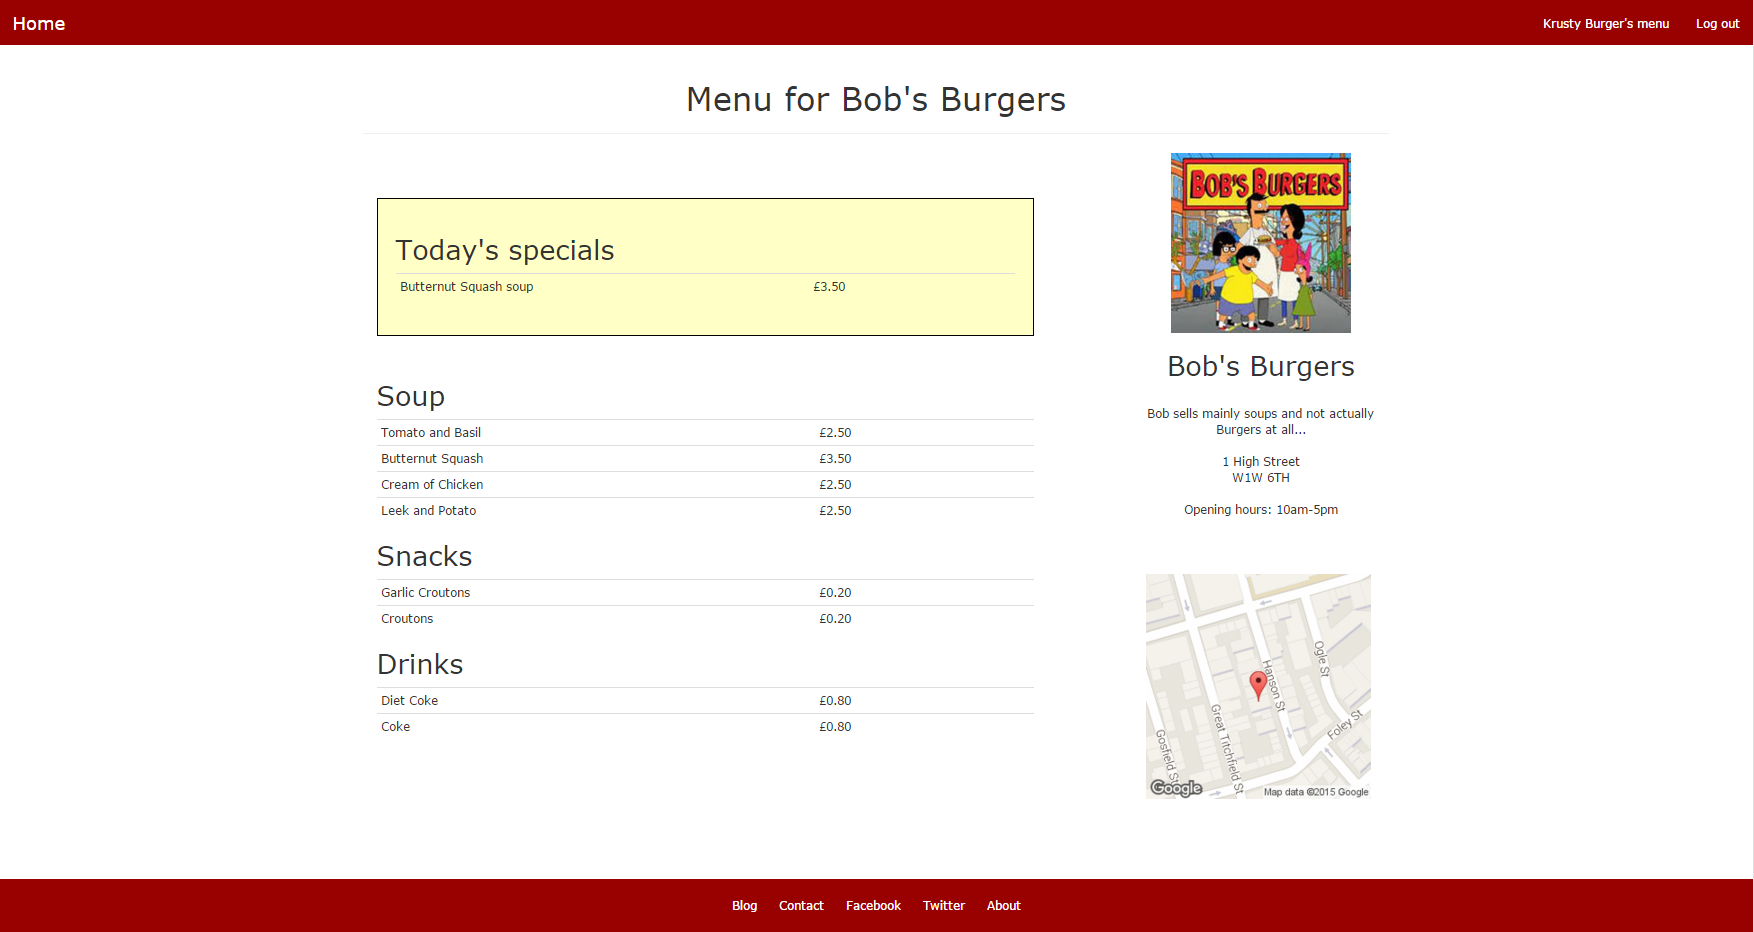 Home
Krusty Burger's menu
Log out
Menu for Bob's Burgers
Today's specials
Butternut Squash soup £3.50
Soup
Tomato and Basil £2.50
Butternut Squash £3.50
Cream of Chicken £2.50
Leek and Potato £2.50
Snacks
Garlic Croutons £0.20
Croutons £0.20
Drinks
Diet Coke £0.80
Coke £0.80
BOB'S BURGERS
Bob's Burgers
Bob sells mainly soups and not actually
Burgers at all...
1 High Street
W1W 6TH
Opening hours: 10am-5pm
Ogle St
Hanson St
Great Titchfield St
Foley St
Gosfield St
Google
Map data ©2015 Google
Blog
Contact
Facebook
Twitter
About